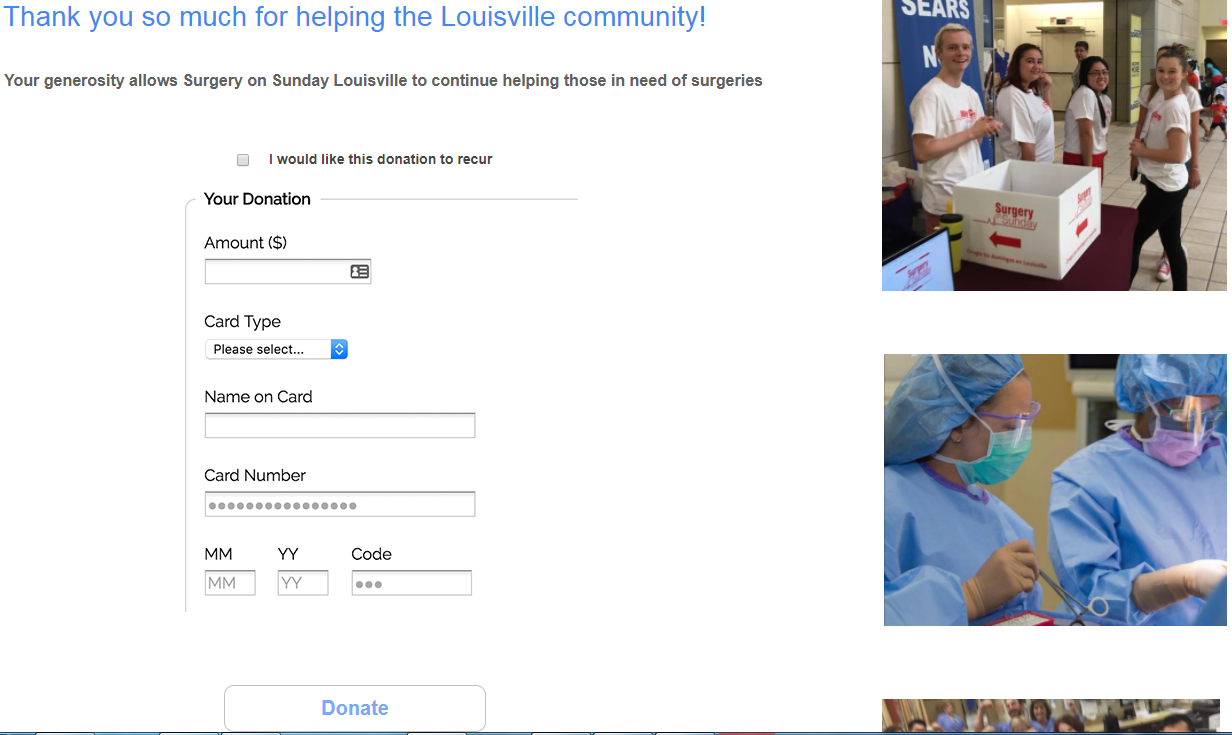 Thank you so much for helping the Louisville community!
Your generosity allows Surgery on Sunday Louisville to continue helping those in need of surgeries
I would like this donation to recur
Your Donation
Amount ($)
Card Type
Please select...
Name on Card
Card Number
MM YY Code
MM YY
Donate
SEARS
Surgery
Sunday
Surgery
Sunday
Surgery